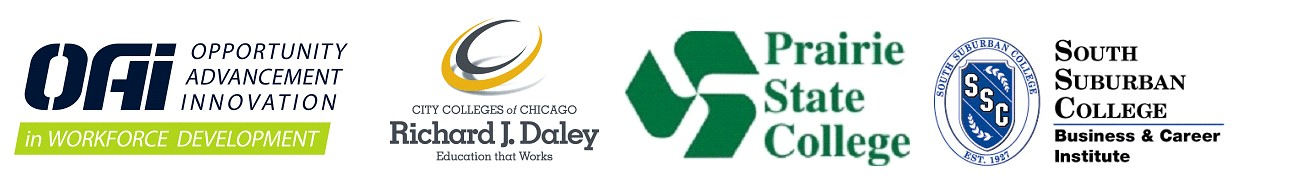 OAi
OPPORTUNITY
ADVANCEMENT
INNOVATION
in WORKFORCE DEVELOPMENT
CITY COLLEGES of CHICAGO
Richard J. Daley
Education that Works
Prairie
State
College
SOUTH SUBURBAN COLLEGE
SSC
EST. 1927
SOUTH
SUBURBAN
COLLEGE
Business & Career
Institute